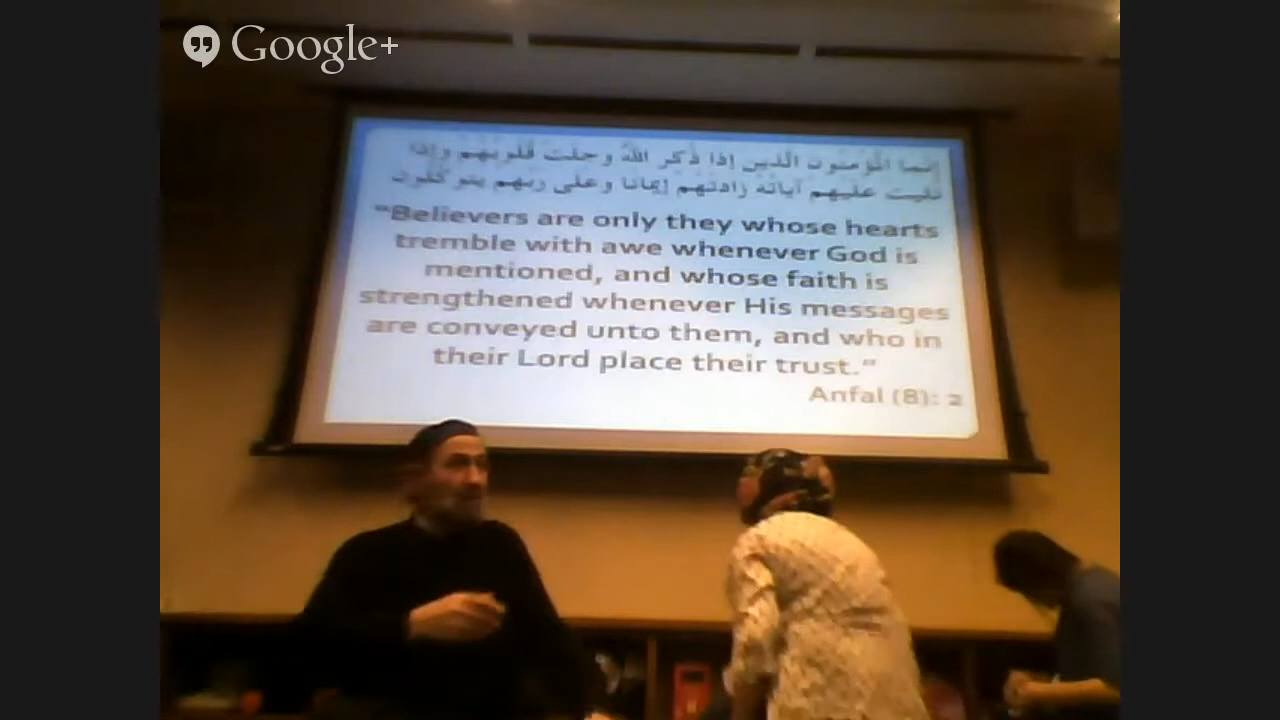 Google+
إنما المؤمنون الذين إذا ذكر الله وجلت قلوبهم وإذا
تليت عليهم آياته زادتهم إيمانا وعلى ربهم يتوكلون
"Believers are only they whose hearts
tremble with awe whenever God is
mentioned, and whose faith is
strengthened whenever His messages
are conveyed unto them, and who in
their Lord place their trust."
Anfal (8): 2